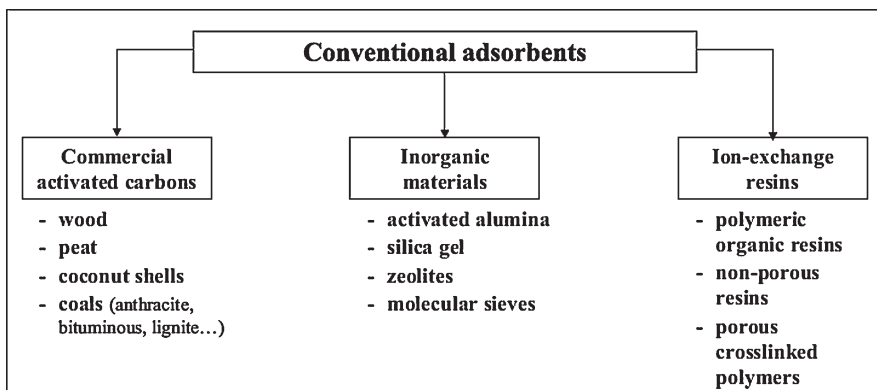 Conventional adsorbents
Commercial
activated carbons
- wood
- peat
- coconut shells
- coals (anthracite,
bituminous, lignite...)
Inorganic
materials
- activated alumina
- silica gel
- zeolites
- molecular sieves
Ion-exchange
resins
- polymeric
organic resins
- non-porous
resins
- porous
crosslinked
polymers